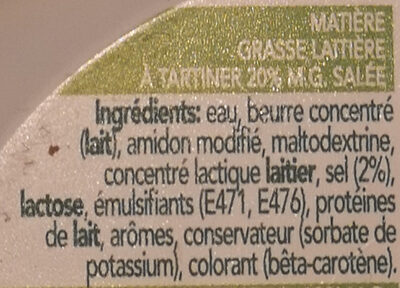 MATIÈRE
GRASSE LAITIÈRE
À TARTINER 20% M.G. SALÉE
Ingrédients: eau, beurre concentré
(lait), amidon modifié, maltodextrine,
concentré lactique laitier, sel (2%),
lactose, émulsifiants (E471, E476), protéines
de lait, arômes, conservateur (sorbate de
potassium), colorant (bêta-carotène).